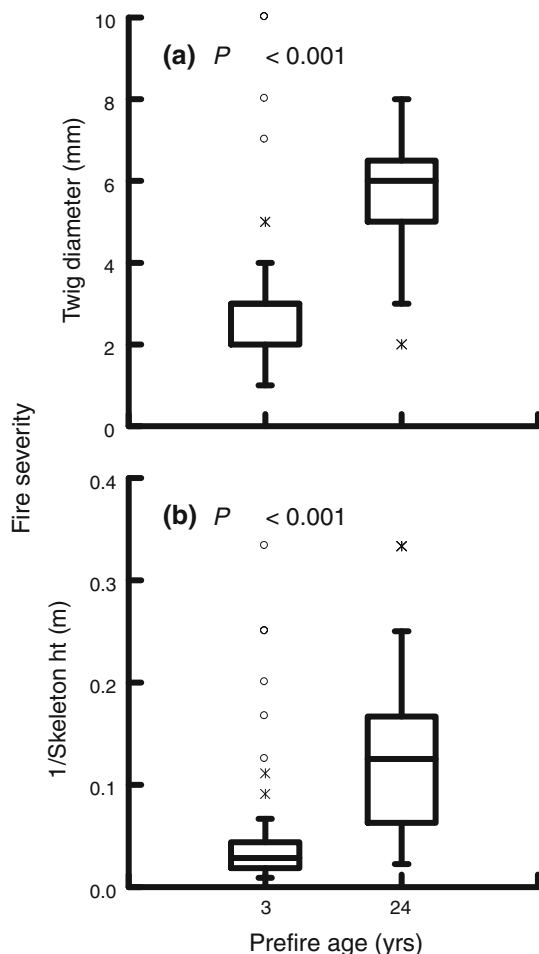 10
(a) P < 0.001
8
6
4
2
0
Twig diameter (mm)
Fire severity
0.4
(b) P < 0.001
0.3
0.2
0.1
0.0
1/Skeleton ht (m)
3 24
Prefire age (yrs)